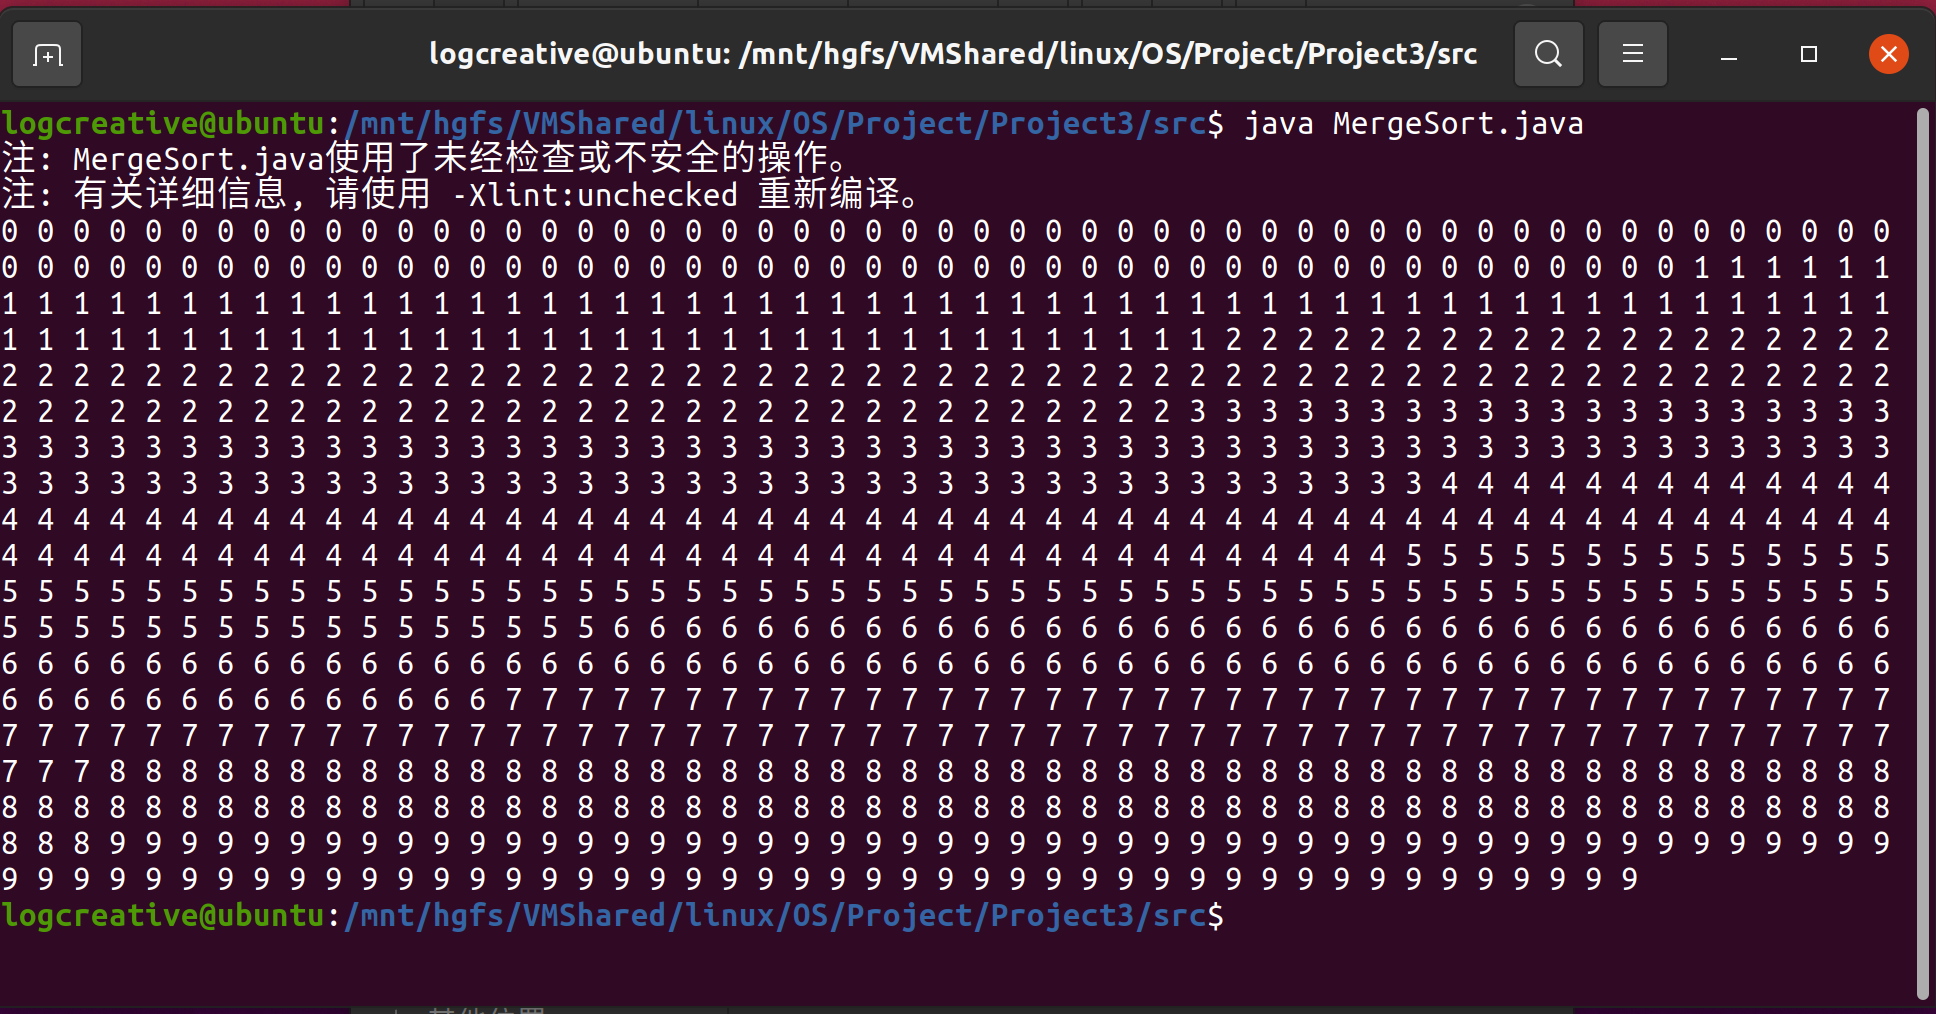 logcreative@ubuntu: /mnt/hgfs/VMShared/linux/OS/Project/Project3/src
logcreative@ubuntu:/mnt/hgfs/VMShared/linux/OS/Project/Project3/src$ java MergeSort.java
注: MergeSort.java使用了未经检查或不安全的操作。
注: 有关详细信息, 请使用 -Xlint:unchecked 重新编译。
0 0 0 0 0 0 0 0 0 0 0 0 0 0 0 0 0 0 0 0 0 0 0 0 0 0 0 0 0 0 0 0 0 0 0 0 0 0 0 0 0 0 0 0 0 0 0 0 0 0 0 0 0
0 0 0 0 0 0 0 0 0 0 0 0 0 0 0 0 0 0 0 0 0 0 0 0 0 0 0 0 0 0 0 0 0 0 0 0 0 0 0 0 0 0 0 0 0 0 0 1 1 1 1 1 1
1 1 1 1 1 1 1 1 1 1 1 1 1 1 1 1 1 1 1 1 1 1 1 1 1 1 1 1 1 1 1 1 1 1 1 1 1 1 1 1 1 1 1 1 1 1 1 1 1 1 1 1 1
1 1 1 1 1 1 1 1 1 1 1 1 1 1 1 1 1 1 1 1 1 1 1 1 1 1 1 1 1 1 1 1 1 1 2 2 2 2 2 2 2 2 2 2 2 2 2 2 2 2 2 2 2
2 2 2 2 2 2 2 2 2 2 2 2 2 2 2 2 2 2 2 2 2 2 2 2 2 2 2 2 2 2 2 2 2 2 2 2 2 2 2 2 2 2 2 2 2 2 2 2 2 2 2 2 2
2 2 2 2 2 2 2 2 2 2 2 2 2 2 2 2 2 2 2 2 2 2 2 2 2 2 2 2 2 2 2 2 2 3 3 3 3 3 3 3 3 3 3 3 3 3 3 3 3 3 3 3 3
3 3 3 3 3 3 3 3 3 3 3 3 3 3 3 3 3 3 3 3 3 3 3 3 3 3 3 3 3 3 3 3 3 3 3 3 3 3 3 3 3 3 3 3 3 3 3 3 3 3 3 3 3
3 3 3 3 3 3 3 3 3 3 3 3 3 3 3 3 3 3 3 3 3 3 3 3 3 3 3 3 3 3 3 3 3 3 3 3 3 3 3 3 4 4 4 4 4 4 4 4 4 4 4 4 4
4 4 4 4 4 4 4 4 4 4 4 4 4 4 4 4 4 4 4 4 4 4 4 4 4 4 4 4 4 4 4 4 4 4 4 4 4 4 4 4 4 4 4 4 4 4 4 4 4 4 4 4 4
4 4 4 4 4 4 4 4 4 4 4 4 4 4 4 4 4 4 4 4 4 4 4 4 4 4 4 4 4 4 4 4 4 4 4 4 4 4 4 5 5 5 5 5 5 5 5 5 5 5 5 5 5
5 5 5 5 5 5 5 5 5 5 5 5 5 5 5 5 5 5 5 5 5 5 5 5 5 5 5 5 5 5 5 5 5 5 5 5 5 5 5 5 5 5 5 5 5 5 5 5 5 5 5 5 5
5 5 5 5 5 5 5 5 5 5 5 5 5 5 5 5 5 6 6 6 6 6 6 6 6 6 6 6 6 6 6 6 6 6 6 6 6 6 6 6 6 6 6 6 6 6 6 6 6 6 6 6 6
6 6 6 6 6 6 6 6 6 6 6 6 6 6 6 6 6 6 6 6 6 6 6 6 6 6 6 6 6 6 6 6 6 6 6 6 6 6 6 6 6 6 6 6 6 6 6 6 6 6 6 6 6
6 6 6 6 6 6 6 6 6 6 6 6 6 6 7 7 7 7 7 7 7 7 7 7 7 7 7 7 7 7 7 7 7 7 7 7 7 7 7 7 7 7 7 7 7 7 7 7 7 7 7 7 7
7 7 7 7 7 7 7 7 7 7 7 7 7 7 7 7 7 7 7 7 7 7 7 7 7 7 7 7 7 7 7 7 7 7 7 7 7 7 7 7 7 7 7 7 7 7 7 7 7 7 7 7 7
7 7 7 8 8 8 8 8 8 8 8 8 8 8 8 8 8 8 8 8 8 8 8 8 8 8 8 8 8 8 8 8 8 8 8 8 8 8 8 8 8 8 8 8 8 8 8 8 8 8 8 8 8
8 8 8 8 8 8 8 8 8 8 8 8 8 8 8 8 8 8 8 8 8 8 8 8 8 8 8 8 8 8 8 8 8 8 8 8 8 8 8 8 8 8 8 8 8 8 8 8 8 8 8 8 8
8 8 8 9 9 9 9 9 9 9 9 9 9 9 9 9 9 9 9 9 9 9 9 9 9 9 9 9 9 9 9 9 9 9 9 9 9 9 9 9 9 9 9 9 9 9 9 9 9 9 9 9 9
9 9 9 9 9 9 9 9 9 9 9 9 9 9 9 9 9 9 9 9 9 9 9 9 9 9 9 9 9 9 9 9 9 9 9 9 9 9 9 9 9 9 9 9 9 9
logcreative@ubuntu:/mnt/hgfs/VMShared/linux/OS/Project/Project3/src$